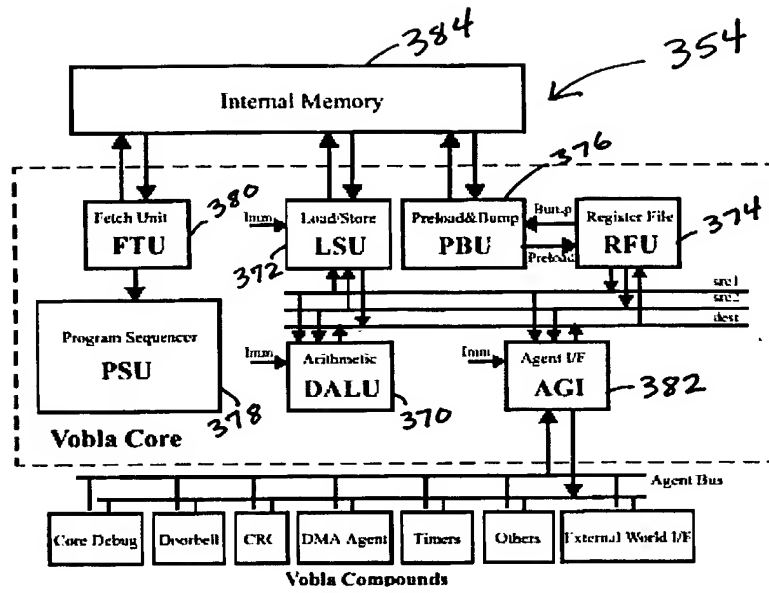 384
354
Internal Memory
376
380
Fetch Unit
FTU
Imm
Load/Store
LSU
372
Preload&Bump
PBU
Bump
Preload
Register File
RFU
374
src1
src2
dest
Program Sequencer
PSU
378
Imm
Arithmetic
DALU
370
Imm
Agent I/F
AGI
382
Vobla Core
Agent Bus
Core Debug
Doorbell
CRC
DMA Agent
Timers
Others
External World I/F
Vobla Compounds